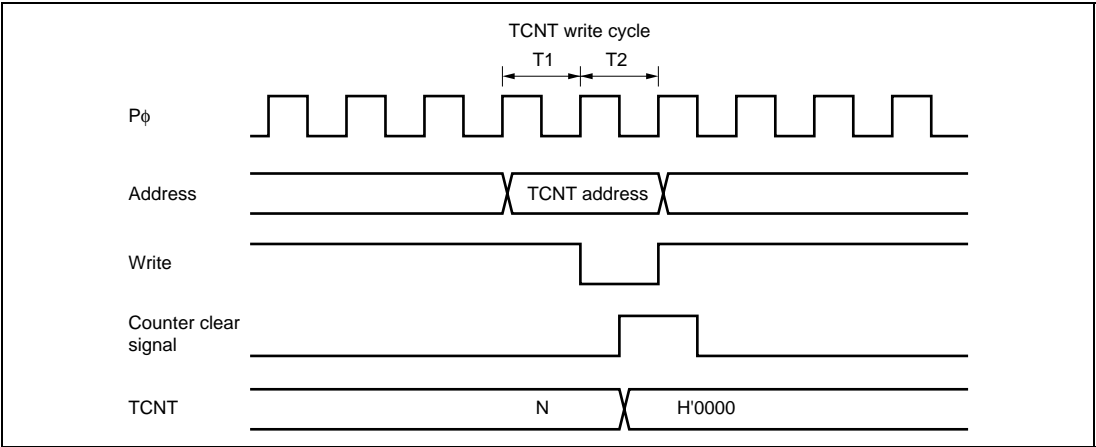 TCNT write cycle
T1 T2
Pϕ
Address TCNT address
Write
Counter clear
signal
TCNT N H'0000